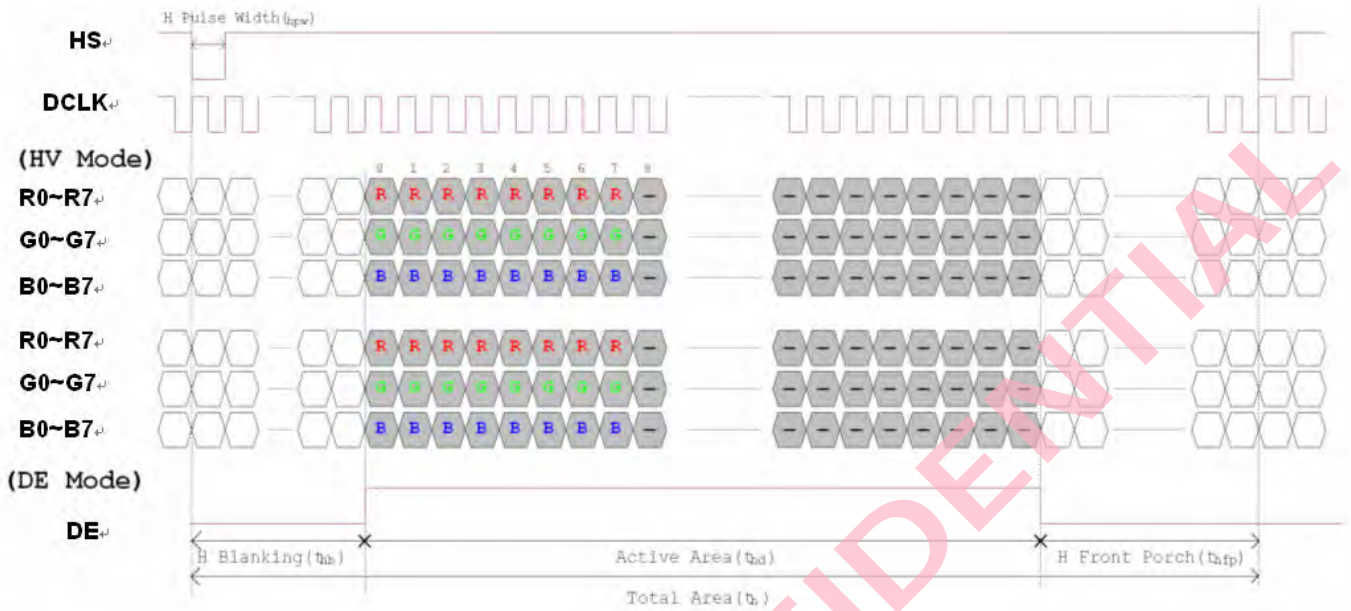 H Pulse Width(thpw)
HS
DCLK
(HV Mode)
0 1 2 3 4 5 6 7 8
R0~R7 R R R R R R R R
G0~G7 G G G G G G G G
B0~B7 B B B B B B B B
R0~R7 R R R R R R R R
G0~G7 G G G G G G G G
B0~B7 B B B B B B B B
(DE Mode)
DE
H Blanking(thb) Active Area(thd) H Front Porch(thfp)
Total Area(th)
FIDENTIAL